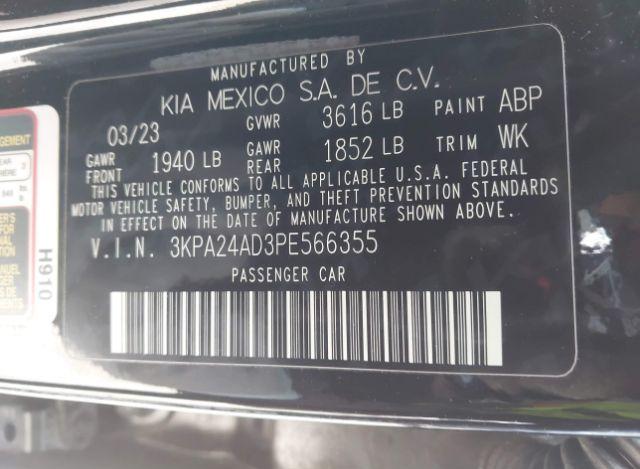 MANUFACTURED BY
KIA MEXICO S.A. DE C.V.
03/23 GVWR 3616 LB PAINT ABP
GAWR FRONT 1940 LB GAWR REAR 1852 LB TRIM WK
THIS VEHICLE CONFORMS TO ALL APPLICABLE U.S.A. FEDERAL
MOTOR VEHICLE SAFETY, BUMPER, AND THEFT PREVENTION STANDARDS
IN EFFECT ON THE DATE OF MANUFACTURE SHOWN ABOVE.
V.I.N. 3KPA24AD3PE566355
PASSENGER CAR
H910